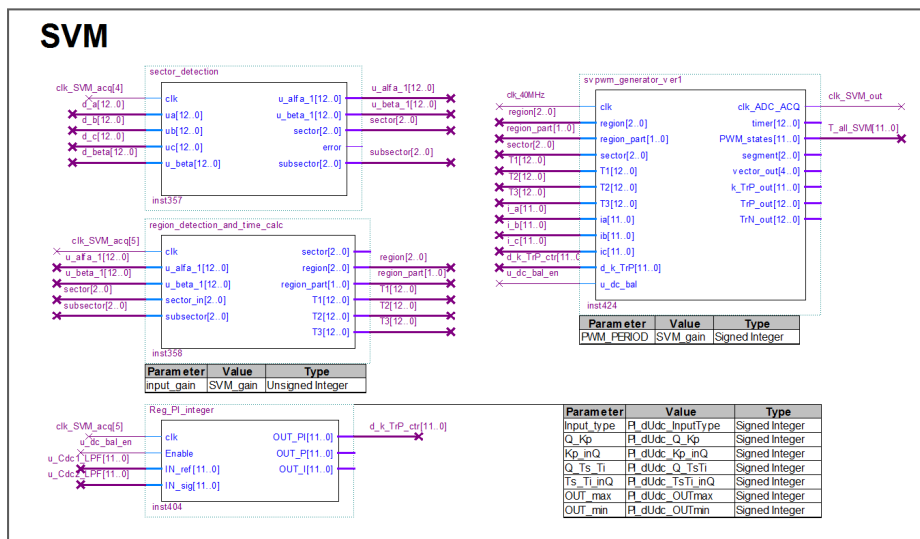 SVM
sector_detection
clk_SVM_acq[4]
d_a[12..0]
d_b[12..0]
d_c[12..0]
d_beta[12..0]
clk
ua[12..0]
ub[12..0]
uc[12..0]
u_beta[12..0]
u_alfa_1[12..0]
u_beta_1[12..0]
sector[2..0]
error
subsector[2..0]
u_alfa_1[12..0]
u_beta_1[12..0]
sector[2..0]
subsector[2..0]
inst357
region_detection_and_time_calc
clk_SVM_acq[5]
u_alfa_1[12..0]
u_beta_1[12..0]
sector[2..0]
subsector[2..0]
clk
u_alfa_1[12..0]
u_beta_1[12..0]
sector_in[2..0]
subsector[2..0]
sector[2..0]
region[2..0]
region_part[1..0]
T1[12..0]
T2[12..0]
T3[12..0]
region[2..0]
region_part[1..0]
T1[12..0]
T2[12..0]
T3[12..0]
inst358
Parameter Value Type
input_gain SVM_gain Unsigned Integer
Reg_PI_integer
clk_SVM_acq[5]
u_dc_bal_en
u_Cdc1_LPF[11..0]
u_Cdc2_LPF[11..0]
clk
Enable
IN_ref[11..0]
IN_sig[11..0]
OUT_PI[11..0]
OUT_P[11..0]
OUT_I[11..0]
d_k_TrP_ctr[11..0]
inst404
svpwm_generator_ver1
clk_40MHz
region[2..0]
region_part[1..0]
sector[2..0]
T1[12..0]
T2[12..0]
T3[12..0]
i_a[11..0]
i_b[11..0]
i_c[11..0]
d_k_TrP_ctr[11..0]
u_dc_bal_en
clk
region[2..0]
region_part[1..0]
sector[2..0]
T1[12..0]
T2[12..0]
T3[12..0]
ia[11..0]
ib[11..0]
ic[11..0]
d_k_TrP[11..0]
u_dc_bal
clk_ADC_ACQ
timer[12..0]
PWM_states[11..0]
segment[2..0]
vector_out[4..0]
k_TrP_out[11..0]
TrP_out[12..0]
TrN_out[12..0]
clk_SVM_out
T_all_SVM[11..0]
inst424
Parameter Value Type
PWM_PERIOD SVM_gain Signed Integer
Parameter Value Type
Input_type PI_dUdc_InputType Signed Integer
Q_Kp PI_dUdc_Q_Kp Signed Integer
Kp_inQ PI_dUdc_Kp_inQ Signed Integer
Q_Ts_Ti PI_dUdc_Q_TsTi Signed Integer
Ts_Ti_inQ PI_dUdc_TsTi_inQ Signed Integer
OUT_max PI_dUdc_OUTmax Signed Integer
OUT_min PI_dUdc_OUTmin Signed Integer